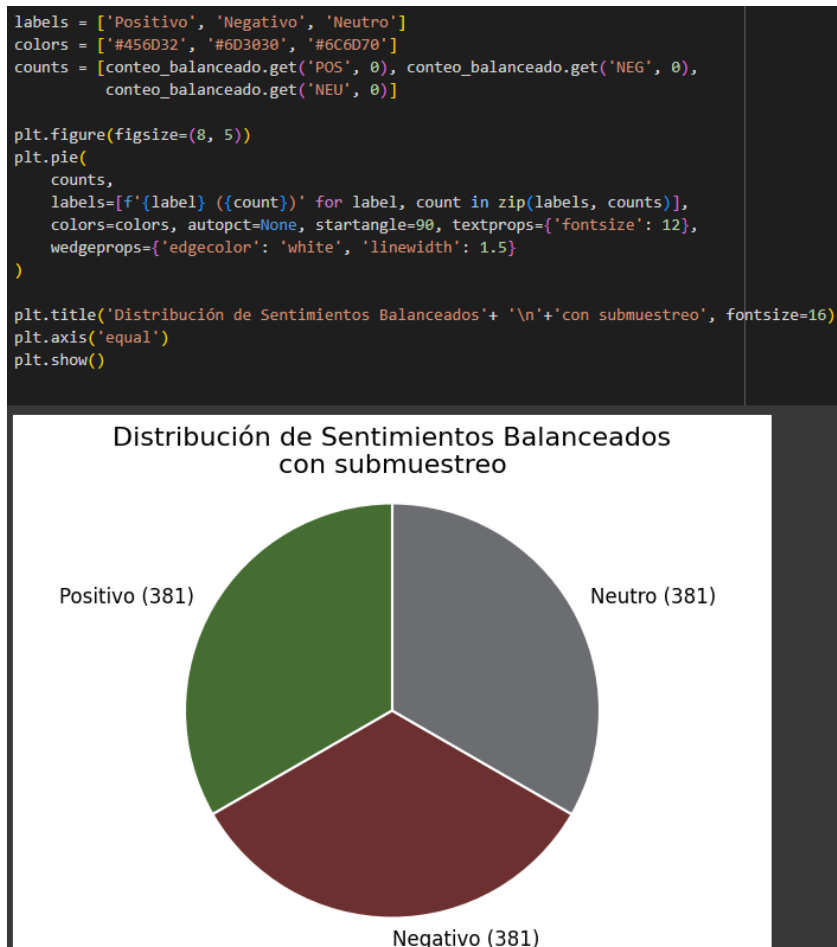 labels = ['Positivo', 'Negativo', 'Neutro']
colors = ['#456D32', '#6D3030', '#6C6D70']
counts = [conteo_balanceado.get('POS', 0), conteo_balanceado.get('NEG', 0),
          conteo_balanceado.get('NEU', 0)]

plt.figure(figsize=(8, 5))
plt.pie(
    counts,
    labels=[f'{label} ({count})' for label, count in zip(labels, counts)],
    colors=colors, autopct=None, startangle=90, textprops={'fontsize': 12},
    wedgeprops={'edgecolor': 'white', 'linewidth': 1.5}
)

plt.title('Distribución de Sentimientos Balanceados'+ '\n'+'con submuestreo', fontsize=16)
plt.axis('equal')
plt.show()

Distribución de Sentimientos Balanceados
con submuestreo
Positivo (381)
Neutro (381)
Negativo (381)